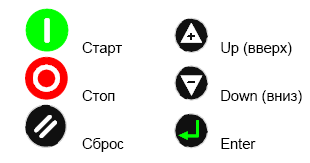 Старт
Up (вверх)
Стоп
Down (вниз)
Сброс
Enter